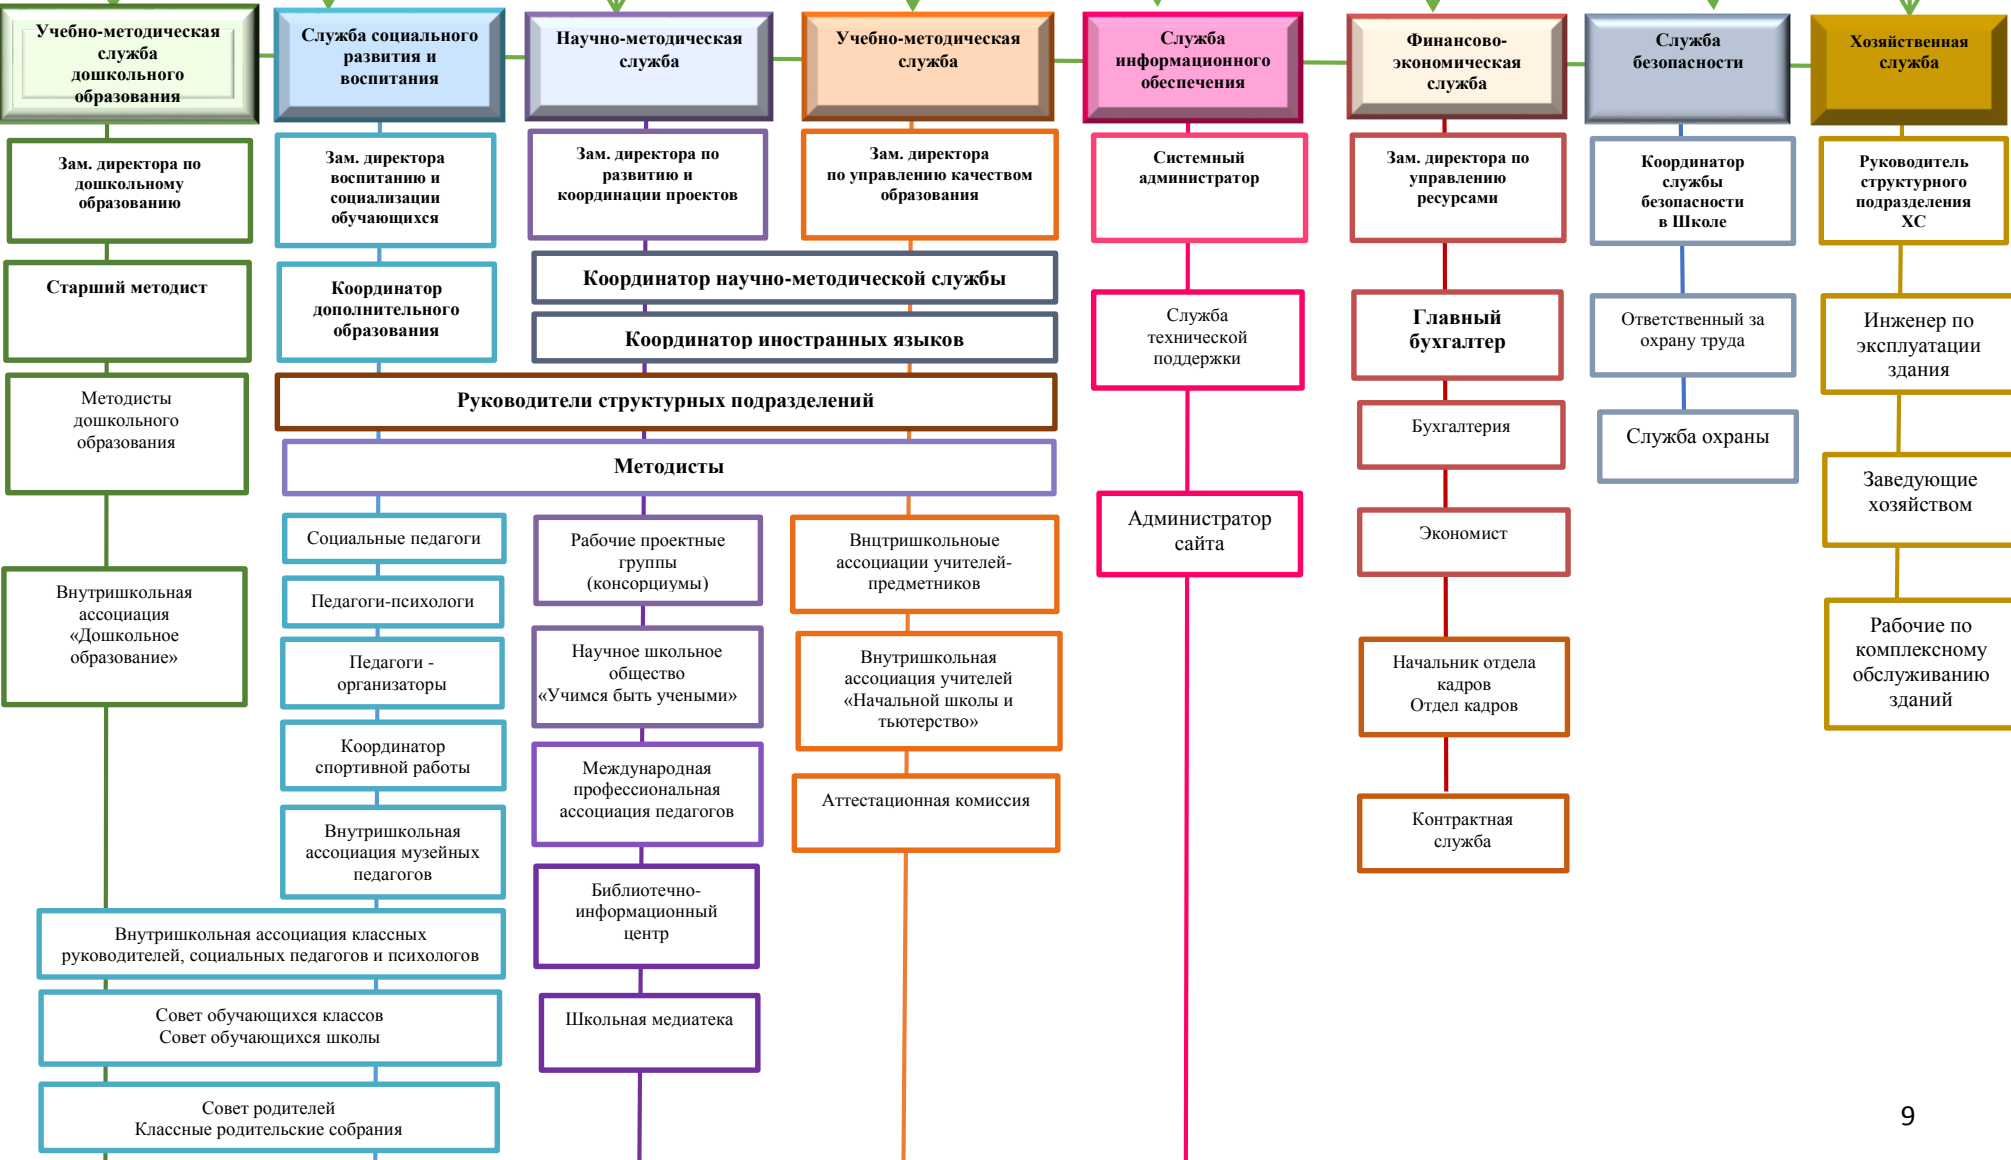 Учебно-методическая
служба
дошкольного
образования
Служба социального
развития и
воспитания
Научно-методическая
служба
Учебно-методическая
служба
Служба
информационного
обеспечения
Финансово-
экономическая
служба
Служба
безопасности
Хозяйственная
служба
Зам. директора по
дошкольному
образованию
Зам. директора
воспитанию и
социализации
обучающихся
Зам. директора по
развитию и
координации проектов
Зам. директора
по управлению качеством
образования
Системный
администратор
Зам. директора по
управлению
ресурсами
Координатор
службы
безопасности
в Школе
Руководитель
структурного
подразделения
ХС
Старший методист
Координатор
дополнительного
образования
Координатор научно-методической службы
Координатор иностранных языков
Служба
технической
поддержки
Главный
бухгалтер
Ответственный за
охрану труда
Инженер по
эксплуатации
здания
Методисты
дошкольного
образования
Руководители структурных подразделений
Методисты
Бухгалтерия
Служба охраны
Заведующие
хозяйством
Социальные педагоги
Рабочие проектные
группы
(консорциумы)
Внцтришкольноые
ассоциации учителей-
предметников
Администратор
сайта
Экономист
Внутришкольная
ассоциация
«Дошкольное
образование»
Педагоги-психологи
Педагоги -
организаторы
Научное школьное
общество
«Учимся быть учеными»
Внутришкольная
ассоциация учителей
«Начальной школы и
тьютерство»
Начальник отдела
кадров
Отдел кадров
Рабочие по
комплексному
обслуживанию
зданий
Координатор
спортивной работы
Международная
профессиональная
ассоциация педагогов
Аттестационная комиссия
Контрактная
служба
Внутришкольная
ассоциация музейных
педагогов
Библиотечно-
информационный
центр
Внутришкольная ассоциация классных
руководителей, социальных педагогов и психологов
Совет обучающихся классов
Совет обучающихся школы
Школьная медиатека
Совет родителей
Классные родительские собрания
9